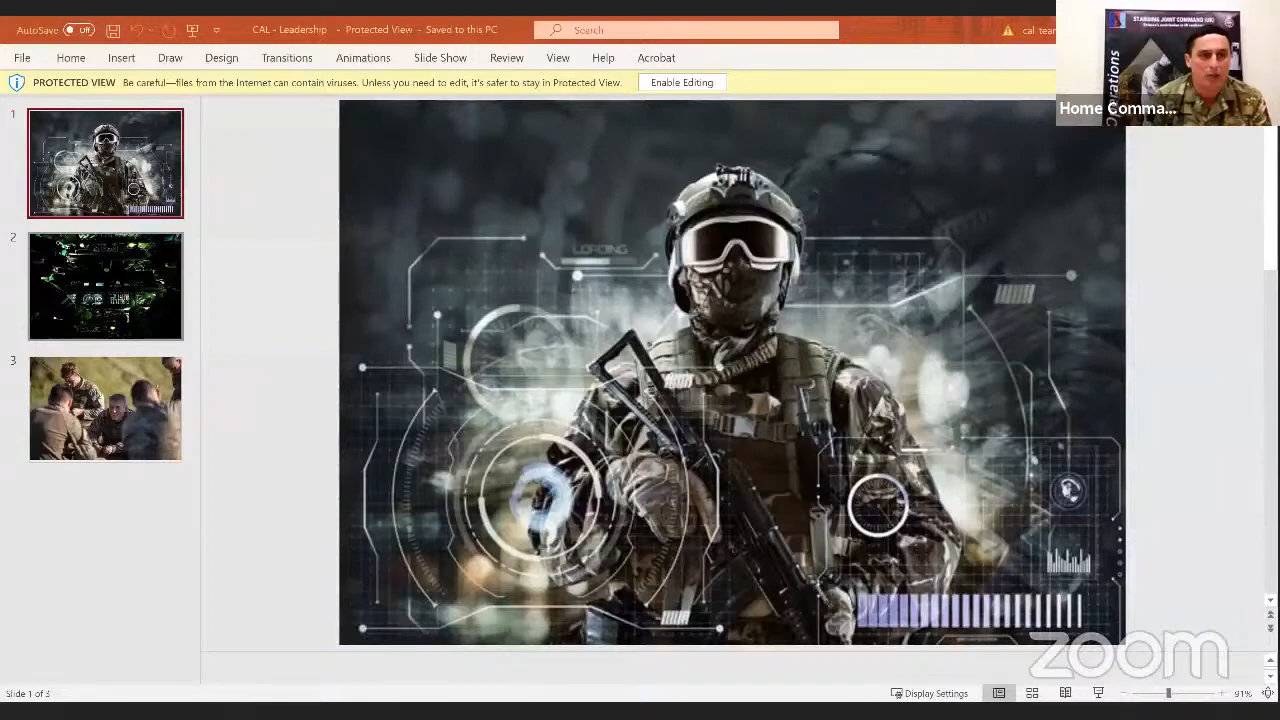 AutoSave Off CAL - Leadership - Protected View - Saved to this PC Search cal team
File Home Insert Draw Design Transitions Animations Slide Show Review View Help Acrobat
PROTECTED VIEW Be careful—files from the Internet can contain viruses. Unless you need to edit, it's safer to stay in Protected View. Enable Editing
STANDING JOINT COMMAND (UK)
Operations
Home Comma...
1
2
3
LOADING
zoom
Slide 1 of 3
Display Settings
91%